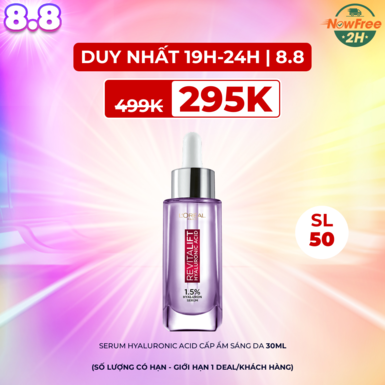 8.8
NowFree
2H
DUY NHẤT 19H-24H | 8.8
499K
295K
L'ORÉAL
REVITALIFT
HYALURONIC ACID
1.5%
HYALURON
SERUM
SL
50
SERUM HYALURONIC ACID CẤP ẨM SÁNG DA 30ML
(SỐ LƯỢNG CÓ HẠN - GIỚI HẠN 1 DEAL/KHÁCH HÀNG)